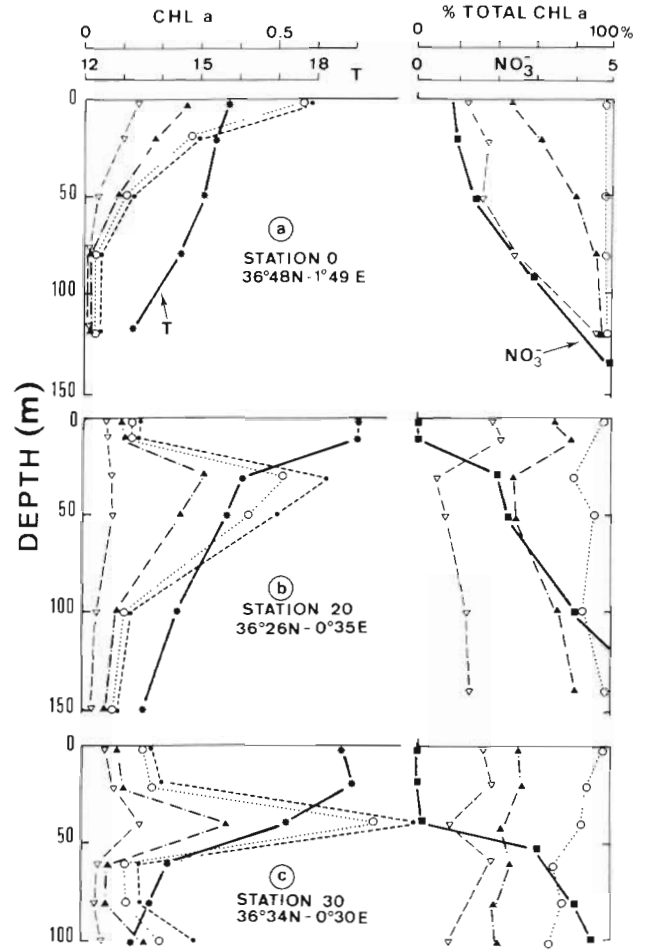 CHL a
% TOTAL CHL a
0 0.5
0 100%
12 15 18 T
0 NO₃⁻ 5
0
50
100
150
a
STATION 0
36°48N-1°49 E
T
NO₃⁻
DEPTH (m)
0
50
100
150
b
STATION 20
36°26N-0°35E
0
50
100
c
STATION 30
36°34N-0°30E